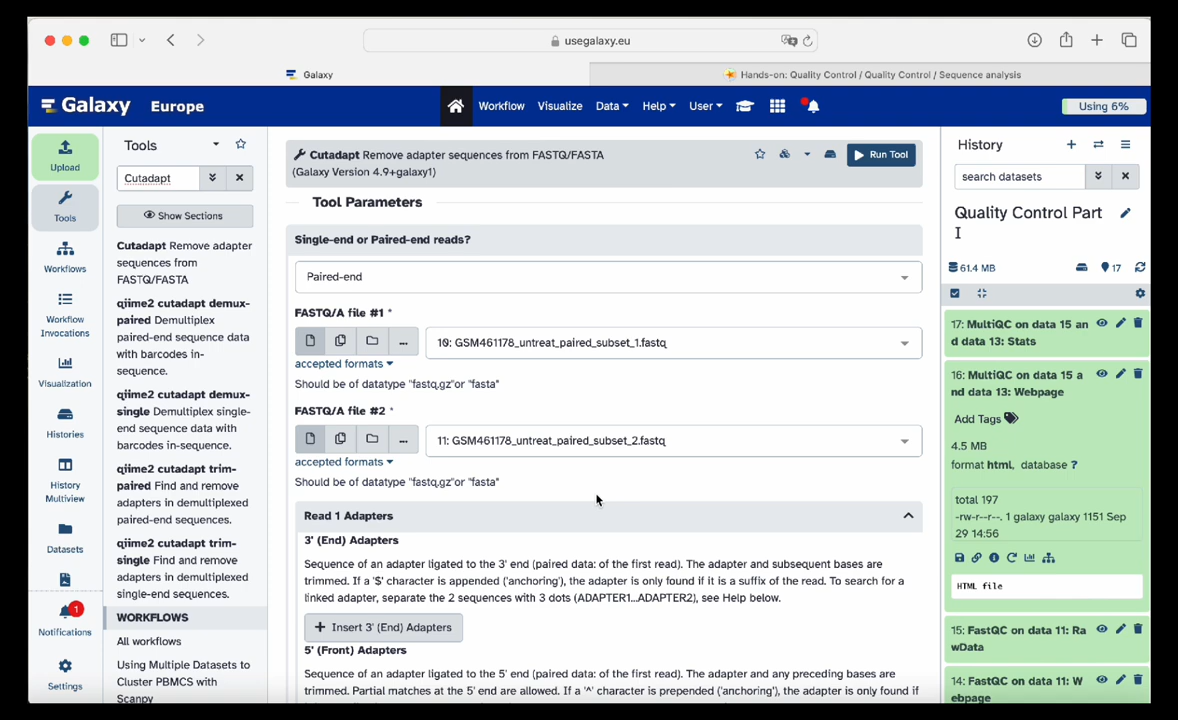 usegalaxy.eu
Galaxy
Hands-on: Quality Control / Quality Control / Sequence analysis
Galaxy Europe
Workflow Visualize Data Help User
Using 6%
Upload
Tools
Workflows
Workflow
Invocations
Visualization
Histories
History
Multiview
Datasets
1
Notifications
Settings
Tools
Cutadapt
Show Sections
Cutadapt Remove adapter
sequences from
FASTQ/FASTA
qiime2 cutadapt demux-
paired Demultiplex
paired-end sequence data
with barcodes in-
sequence.
qiime2 cutadapt demux-
single Demultiplex single-
end sequence data with
barcodes in-sequence.
qiime2 cutadapt trim-
paired Find and remove
adapters in demultiplexed
paired-end sequences.
qiime2 cutadapt trim-
single Find and remove
adapters in demultiplexed
single-end sequences.
WORKFLOWS
All workflows
Using Multiple Datasets to
Cluster PBMCS with
Scanpy
Cutadapt Remove adapter sequences from FASTQ/FASTA
(Galaxy Version 4.9+galaxy1)
Run Tool
Tool Parameters
Single-end or Paired-end reads?
Paired-end
FASTQ/A file #1 *
...
10: GSM461178_untreat_paired_subset_1.fastq
accepted formats
Should be of datatype "fastq.gz"or "fasta"
FASTQ/A file #2 *
...
11: GSM461178_untreat_paired_subset_2.fastq
accepted formats
Should be of datatype "fastq.gz"or "fasta"
Read 1 Adapters
3' (End) Adapters
Sequence of an adapter ligated to the 3' end (paired data: of the first read). The adapter and subsequent bases are
trimmed. If a '$' character is appended ('anchoring'), the adapter is only found if it is a suffix of the read. To search for a
linked adapter, separate the 2 sequences with 3 dots (ADAPTER1...ADAPTER2), see Help below.
+ Insert 3' (End) Adapters
5' (Front) Adapters
Sequence of an adapter ligated to the 5' end (paired data: of the first read). The adapter and any preceding bases are
trimmed. Partial matches at the 5' end are allowed. If a '^' character is prepended ('anchoring'), the adapter is only found if
History
search datasets
Quality Control Part
I
61.4 MB
17
17: MultiQC on data 15 an
d data 13: Stats
16: MultiQC on data 15 a
nd data 13: Webpage
Add Tags
4.5 MB
format html, database ?
total 197
-rw-r--r--. 1 galaxy galaxy 1151 Sep
29 14:56
HTML file
15: FastQC on data 11: Ra
wData
14: FastQC on data 11: W
ebpage